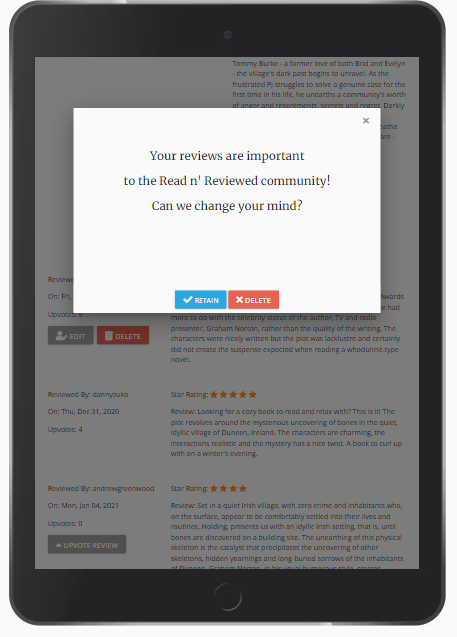 Tommy Burke - a former love of both Brid and Evelyn
- the village's dark past begins to unravel. As the
frustrated PJ struggles to solve a genuine case for the
first time in his life, he unearths a community's worth
of anger and resentments, secrets and regret. Darkly
eathe
ore -
×
Your reviews are important
to the Read n' Reviewed community!
Can we change your mind?
RETAIN
DELETE
Reviewed
On: Fri,
Awards
had
more to do with the celebrity status of the author, TV and radio
Upvotes:
presenter, Graham Norton, rather than the quality of the writing. The
characters were nicely written but the plot was lacklustre and certainly
did not create the suspense expected when reading a whodunnit-type
novel.
EDIT
DELETE
Reviewed By: dannyzuko
Star Rating:
On: Thu, Dec 31, 2020
Review: Looking for a cozy book to read and relax with? This is it! The
plot revolves around the mysterious uncovering of bones in the quiet,
Upvotes: 4
idyllic village of Duneen, Ireland. The characters are charming, the
interactions realistic and the mystery has a nice twist. A book to curl up
with on a winter's evening.
Reviewed By: andrewgreenwood
Star Rating:
On: Mon, Jan 04, 2021
Review: Set in a quiet Irish village, with zero crime and inhabitants who,
on the surface, appear to be comfortably settled into their lives and
Upvotes: 0
routines, Holding, presents us with an idyllic Irish setting, that is, until
bones are discovered on a building site. The unearthing of this physical
UPVOTE REVIEW
skeleton is the catalyst that precipitates the uncovering of other
skeletons, hidden yearnings and long-buried sorrows of the inhabitants
of Duneen. Graham Norton, in his usual humorous style, creates